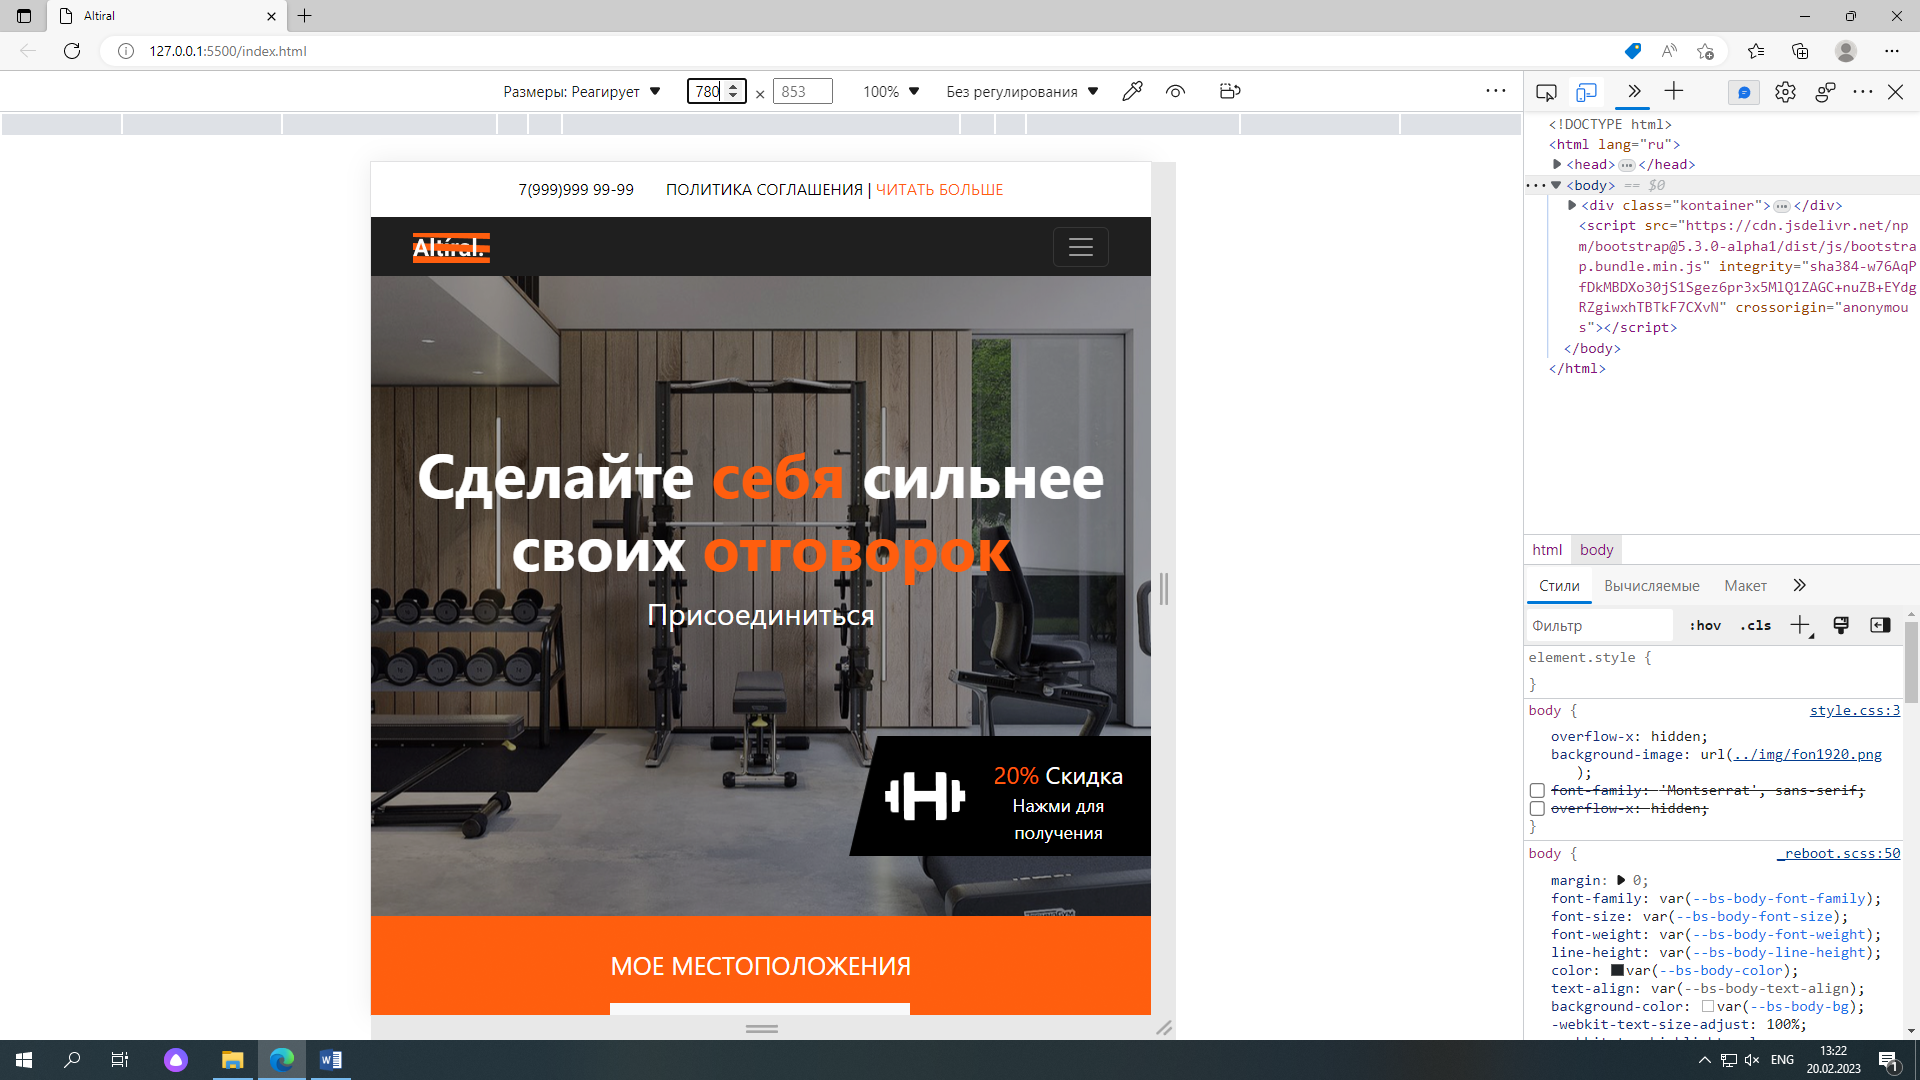 Altiral
127.0.0.1:5500/index.html
Размеры: Реагирует 780 × 853 100% Без регулирования
7(999)999 99-99 ПОЛИТИКА СОГЛАШЕНИЯ | ЧИТАТЬ БОЛЬШЕ
Altíral.
Сделайте себя сильнее
своих отговорок
Присоединиться
20% Скидка
Нажми для
получения
МОЕ МЕСТОПОЛОЖЕНИЯ
<!DOCTYPE html>
<html lang="ru">
<head> </head>
<body> == $0
<div class="kontainer"> </div>
<script src="https://cdn.jsdelivr.net/np
m/bootstrap@5.3.0-alpha1/dist/js/bootstra
p.bundle.min.js" integrity="sha384-w76AqP
fDkMBDXo30jS1Sgez6pr3x5MlQ1ZAGC+nuZB+EYdg
RZgiwxhTBTkF7CXvN" crossorigin="anonymou
s"></script>
</body>
</html>
html body
Стили Вычисляемые Макет
Фильтр :hov .cls
element.style {
}
body { style.css:3
overflow-x: hidden;
background-image: url(../img/fon1920.png
);
font-family: 'Montserrat', sans-serif;
overflow-x: hidden;
}
body { _reboot.scss:50
margin: 0;
font-family: var(--bs-body-font-family);
font-size: var(--bs-body-font-size);
font-weight: var(--bs-body-font-weight);
line-height: var(--bs-body-line-height);
color: var(--bs-body-color);
text-align: var(--bs-body-text-align);
background-color: var(--bs-body-bg);
-webkit-text-size-adjust: 100%;
ENG 13:22
20.02.2023 1